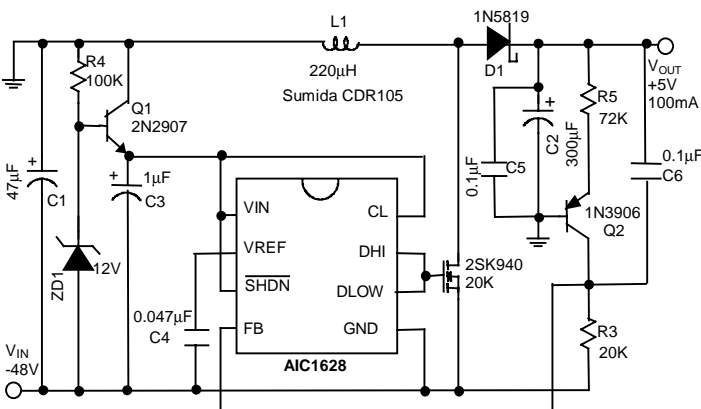 L1
1N5819
R4
100K
220μH
Sumida CDR105
D1
VOUT
+5V
100mA
Q1
2N2907
R5
72K
+
C2
300μF
0.1μF
C5
0.1μF
C6
+
47μF
C1
+
1μF
C3
1N3906
Q2
VIN
CL
VREF
DHI
SHDN
DLOW
FB
GND
AIC1628
2SK940
20K
ZD1
12V
0.047μF
C4
R3
20K
VIN
-48V